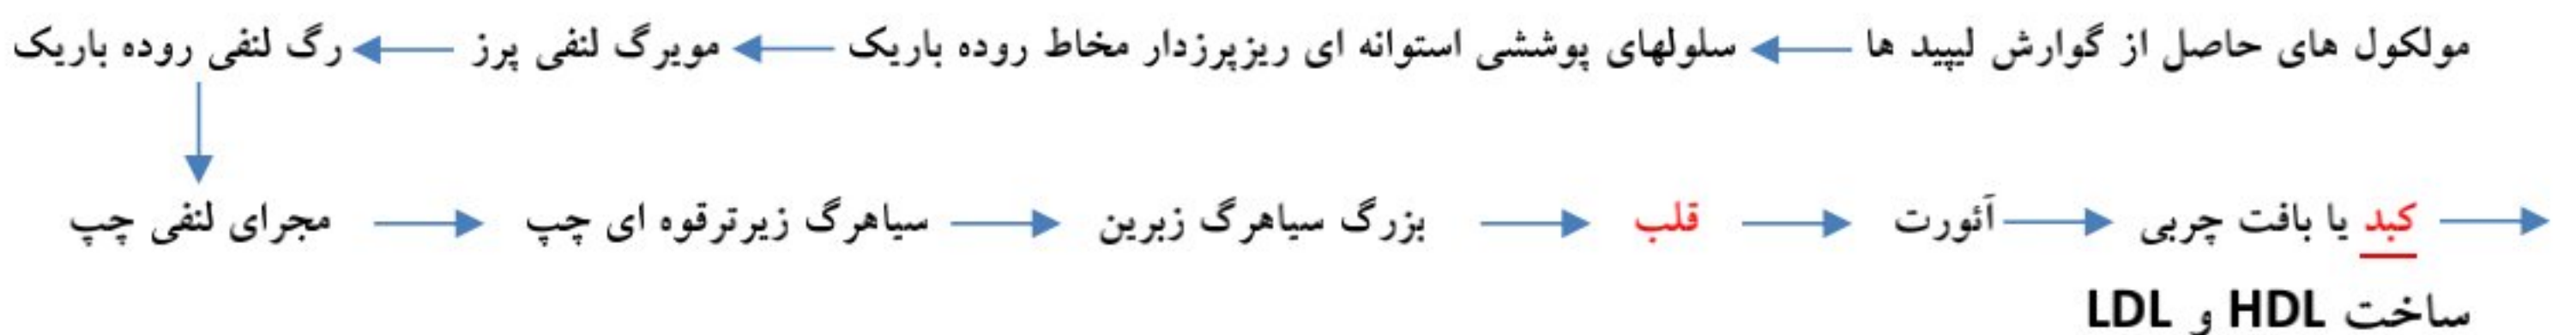 مولکول های حاصل از گوارش لیپید ها ← سلولهای پوششی استوانه ای ریزپرزدار مخاط روده باریک ← مویرگ لنفی پرز ← رگ لنفی روده باریک
مجرای لنفی چپ → سیاهرگ زیرترقوه ای چپ → بزرگ سیاهرگ زبرین → قلب → آئورت → کبد یا بافت چربی →
ساخت HDL و LDL